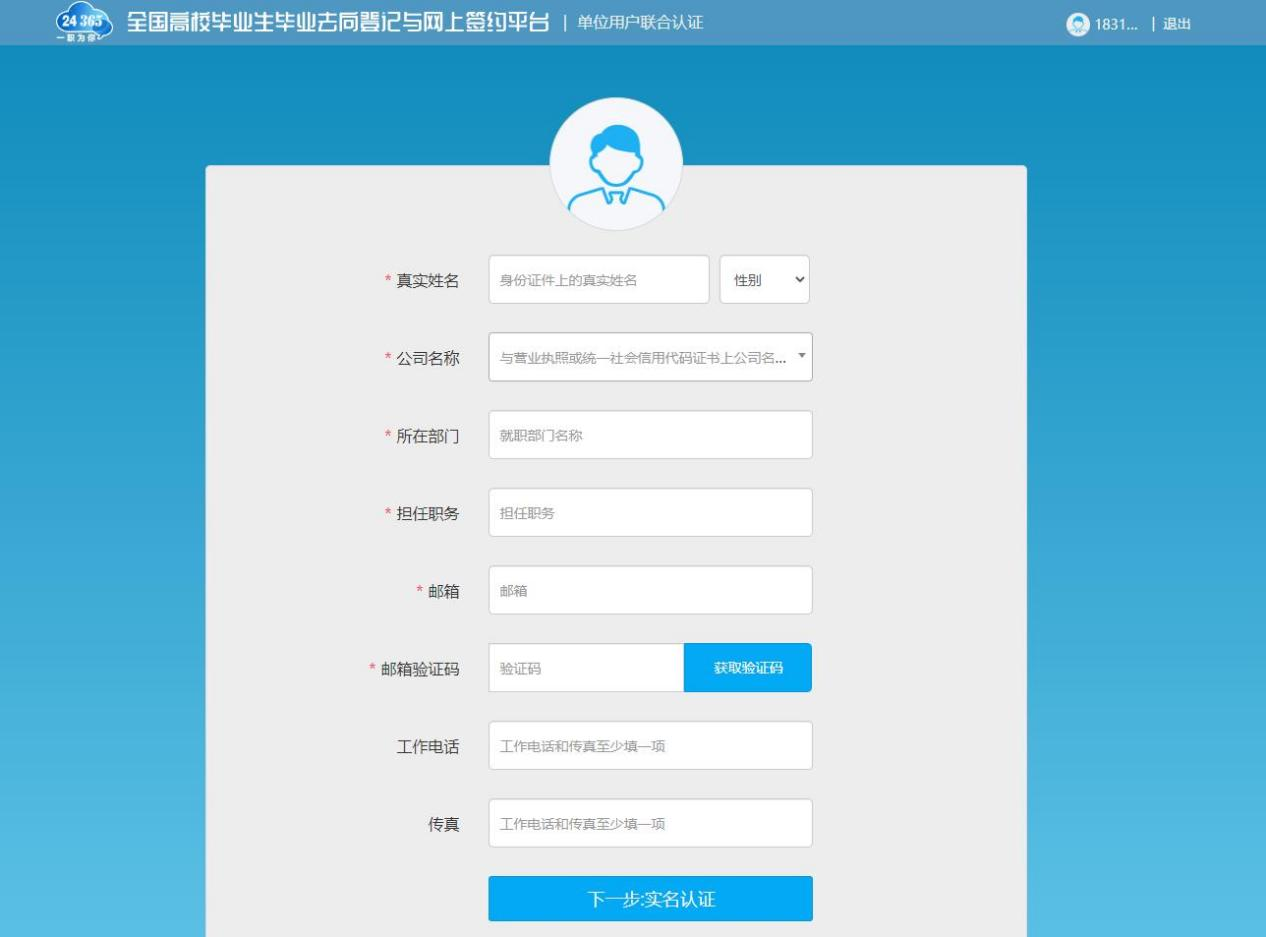 24 365
一职为你
全国高校毕业生毕业去向登记与网上签约平台 | 单位用户联合认证
1831... | 退出
* 真实姓名 身份证件上的真实姓名 性别
* 公司名称 与营业执照或统一社会信用代码证书上公司名...
* 所在部门 就职部门名称
* 担任职务 担任职务
* 邮箱 邮箱
* 邮箱验证码 验证码 获取验证码
工作电话 工作电话和传真至少填一项
传真 工作电话和传真至少填一项
下一步:实名认证